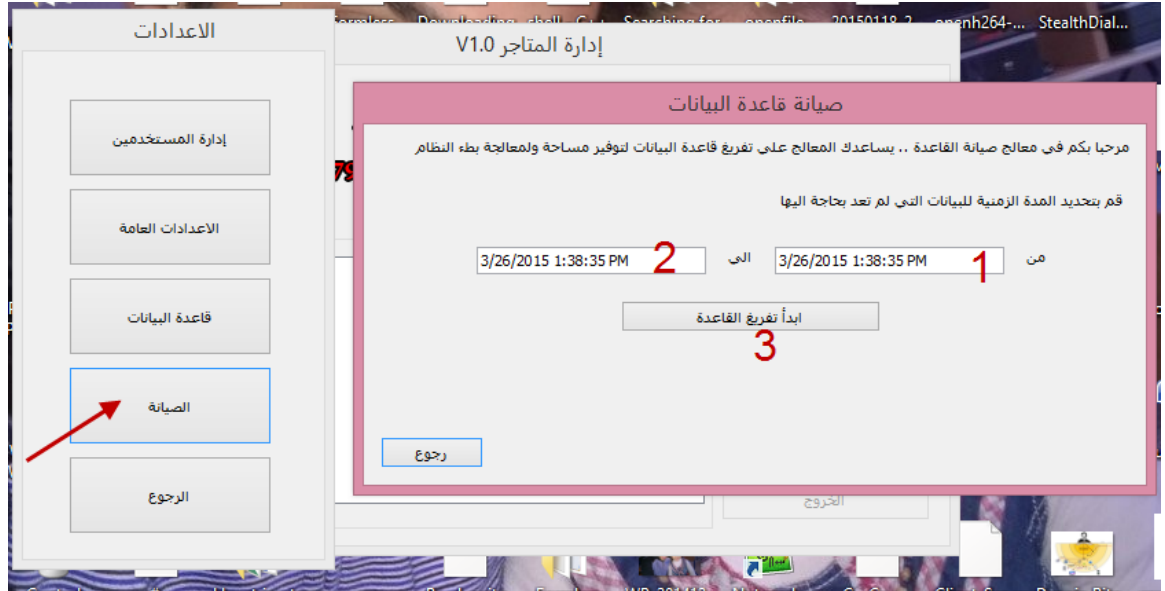 openh264-... StealthDial...
الاعدادات
إدارة المتاجر V1.0
إدارة المستخدمين
الاعدادات العامة
قاعدة البيانات
الصيانة
الرجوع
صيانة قاعدة البيانات
مرحبا بكم في معالج صيانة القاعدة .. يساعدك المعالج على تفريغ قاعدة البيانات لتوفير مساحة ولمعالجة بطء النظام
قم بتحديد المدة الزمنية للبيانات التي لم تعد بحاجة اليها
من 3/26/2015 1:38:35 PM 1 الى 3/26/2015 1:38:35 PM 2
ابدأ تفريغ القاعدة
3
رجوع
الخروج